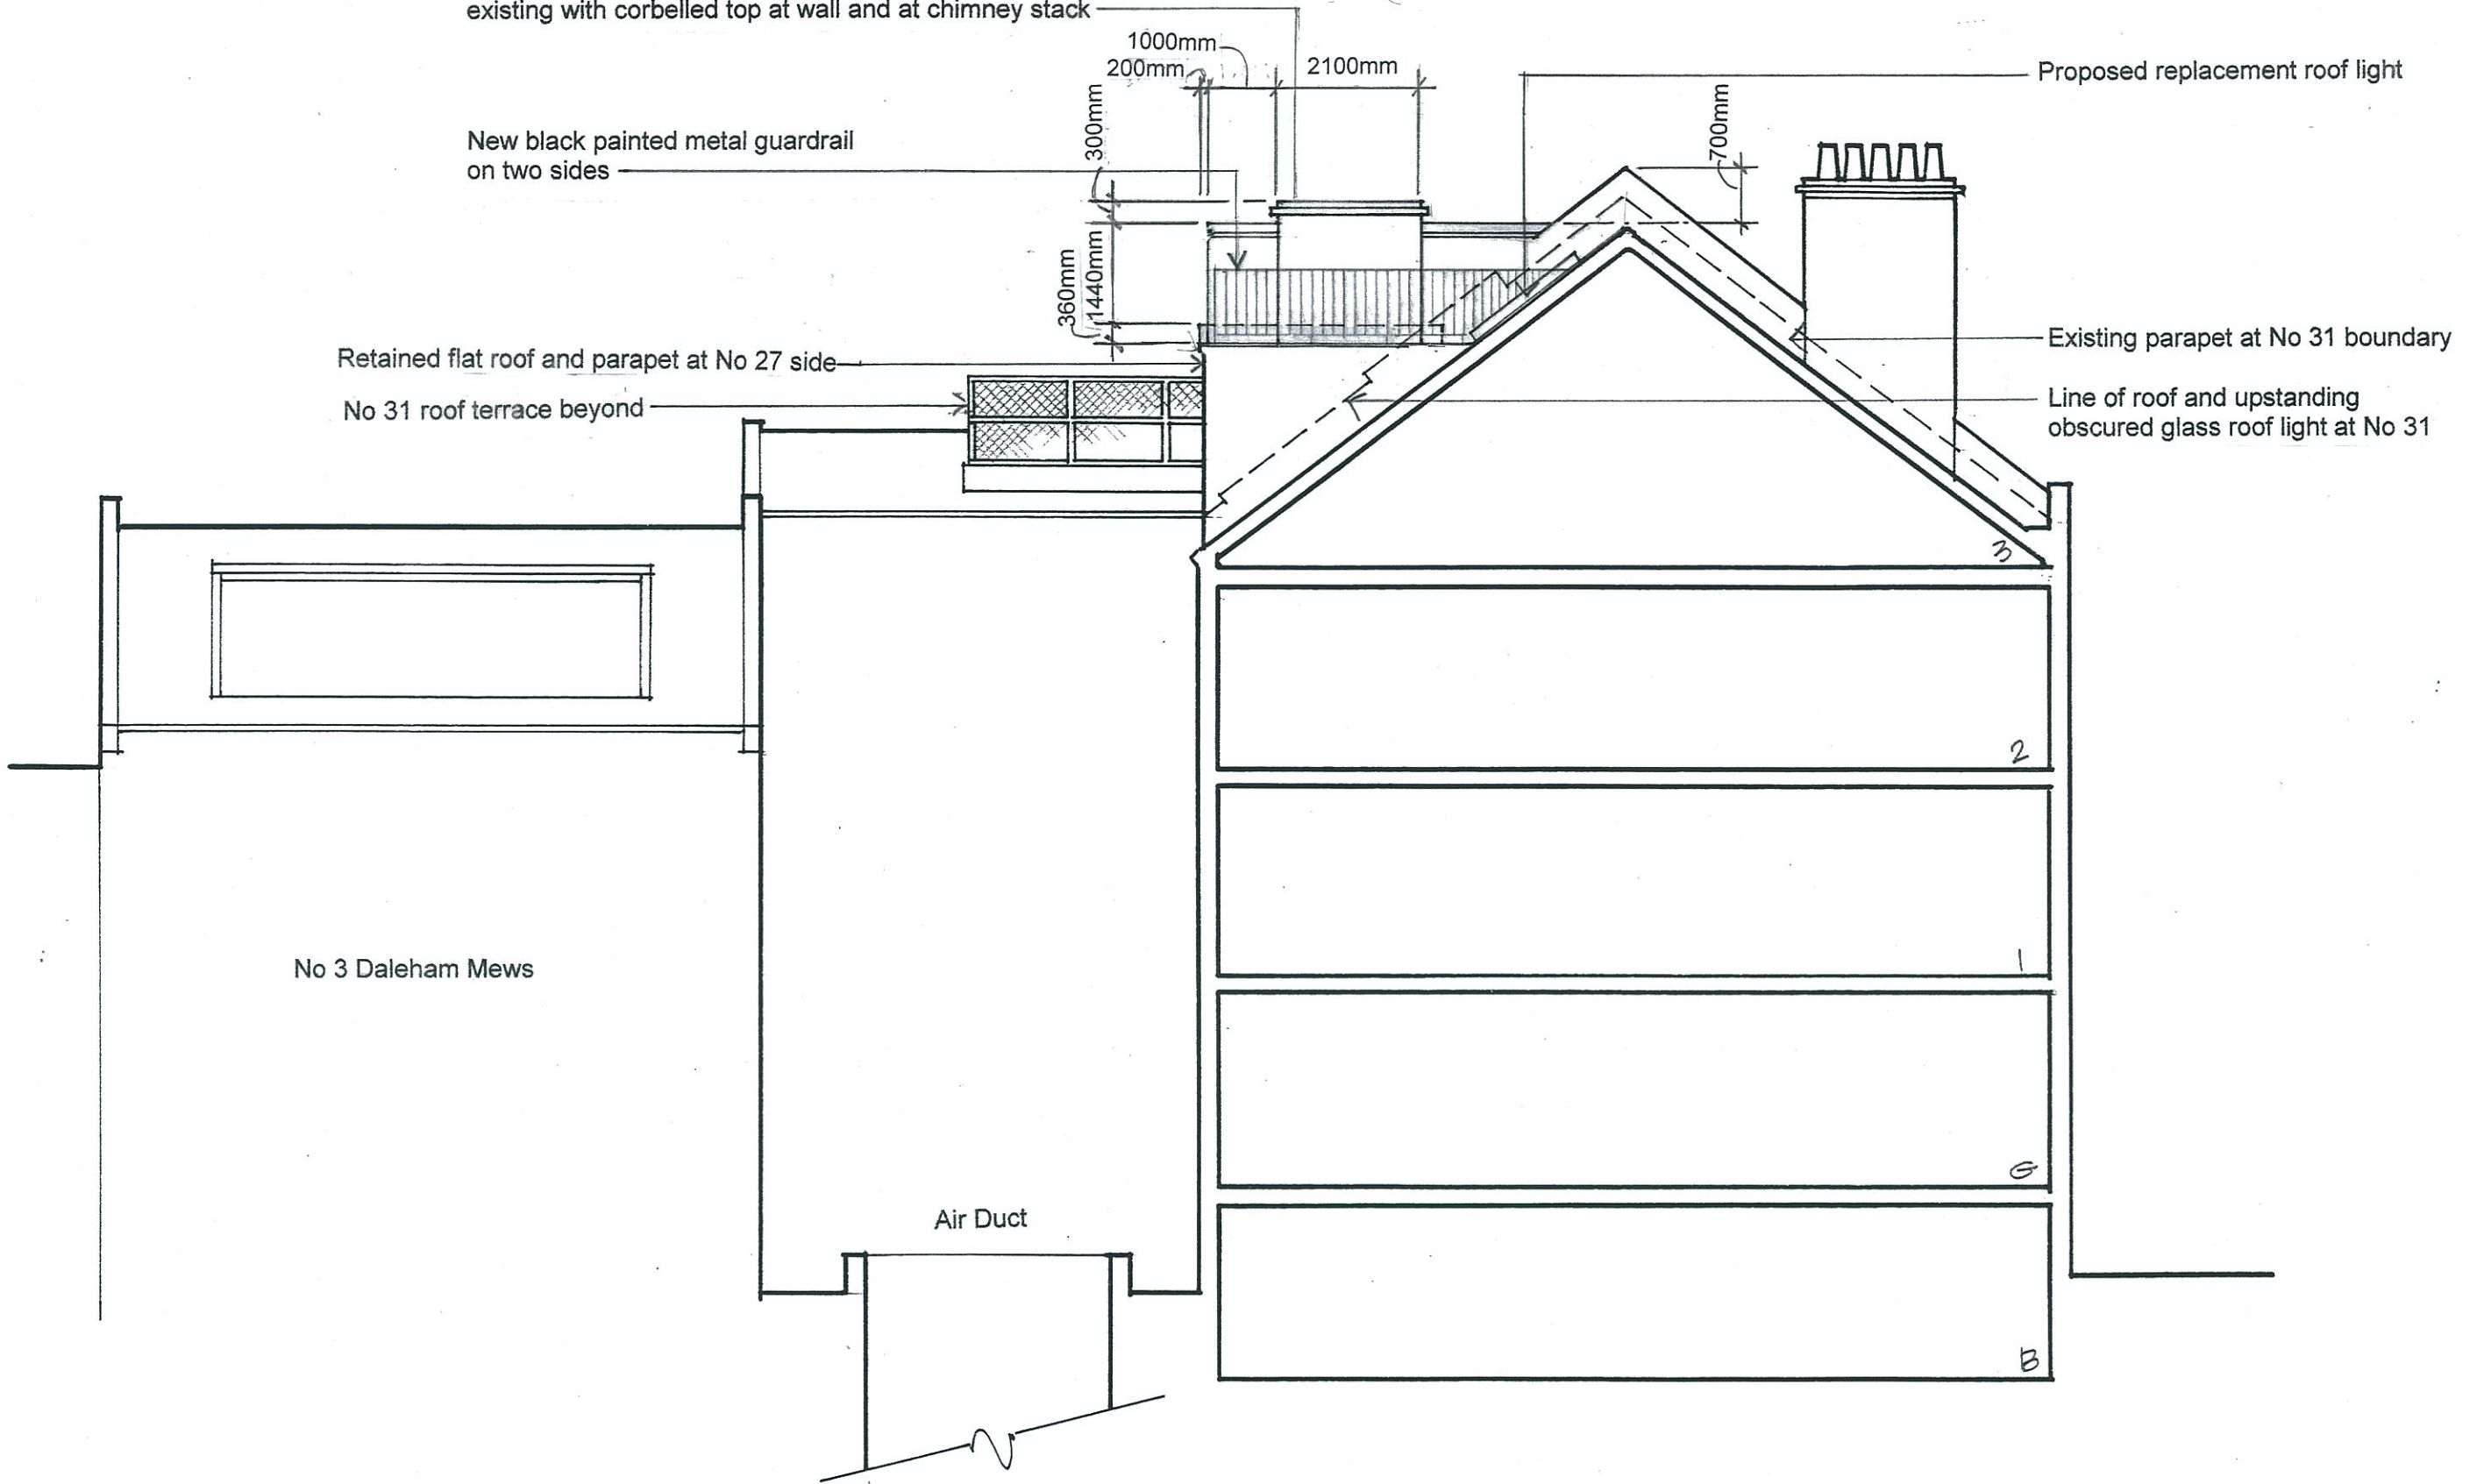 existing with corbelled top at wall and at chimney stack
1000mm
200mm
2100mm
Proposed replacement roof light
300mm
700mm
New black painted metal guardrail
on two sides
360mm
1440mm
Retained flat roof and parapet at No 27 side
Existing parapet at No 31 boundary
No 31 roof terrace beyond
Line of roof and upstanding
obscured glass roof light at No 31
3
2
No 3 Daleham Mews
1
G
Air Duct
B